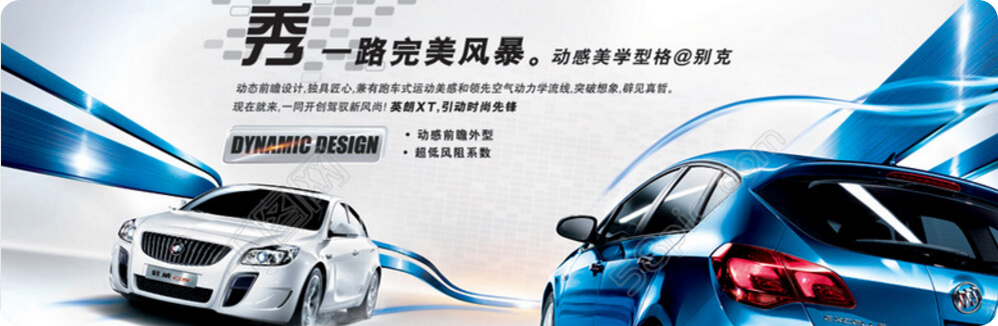 秀一路完美风暴。动感美学型格@别克
动态前瞻设计,独具匠心,兼有跑车式运动美感和领先空气动力学流线,突破想象,辟见真哲。
现在就来,一同开创驾驭新风尚! 英朗XT,引动时尚先锋
DYNAMIC DESIGN
• 动感前瞻外型
• 超低风阻系数